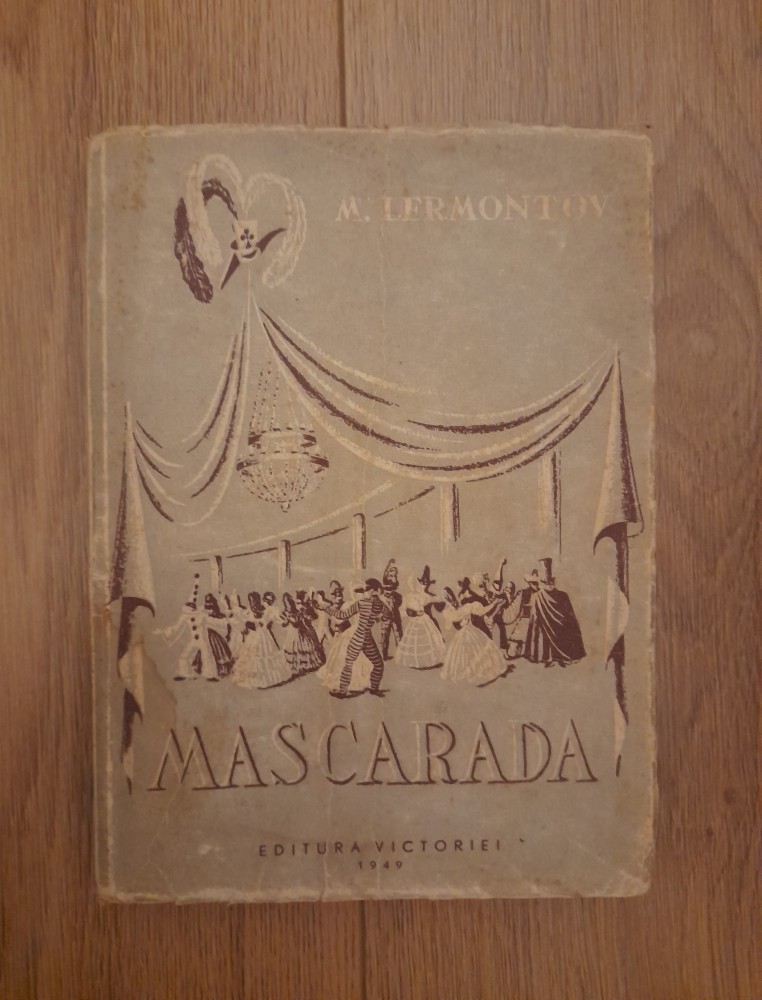 M. LERMONTOV
MASCARADA
EDITURA VICTORIEI
1949